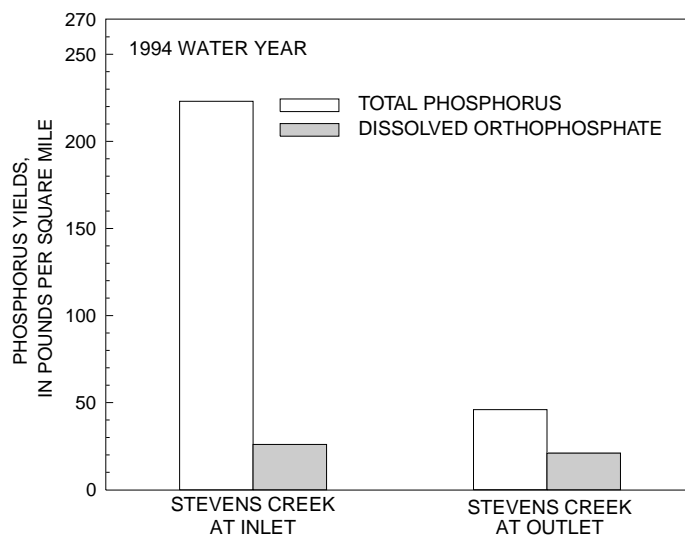 270
250
200
150
100
50
0
PHOSPHORUS YIELDS,
IN POUNDS PER SQUARE MILE
1994 WATER YEAR
TOTAL PHOSPHORUS
DISSOLVED ORTHOPHOSPHATE
STEVENS CREEK
AT INLET
STEVENS CREEK
AT OUTLET